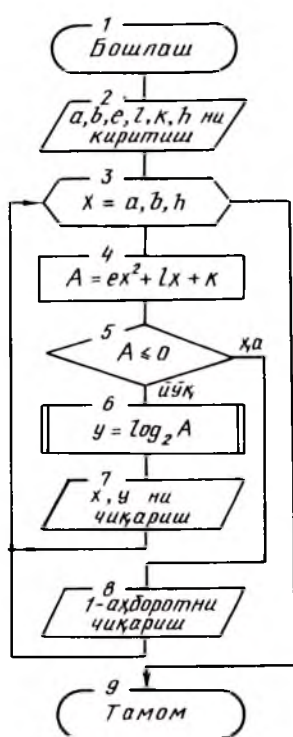 1
Бошлаш
2
a, b, e, l, к, h ни
киритиш
3
x = a, b, h
4
A = ex² + lx + к
5
A ≤ 0
ҳа
йўқ
6
y = log₂ A
7
x, y ни
чиқариш
8
1-ахборотни
чиқариш
9
Тамом